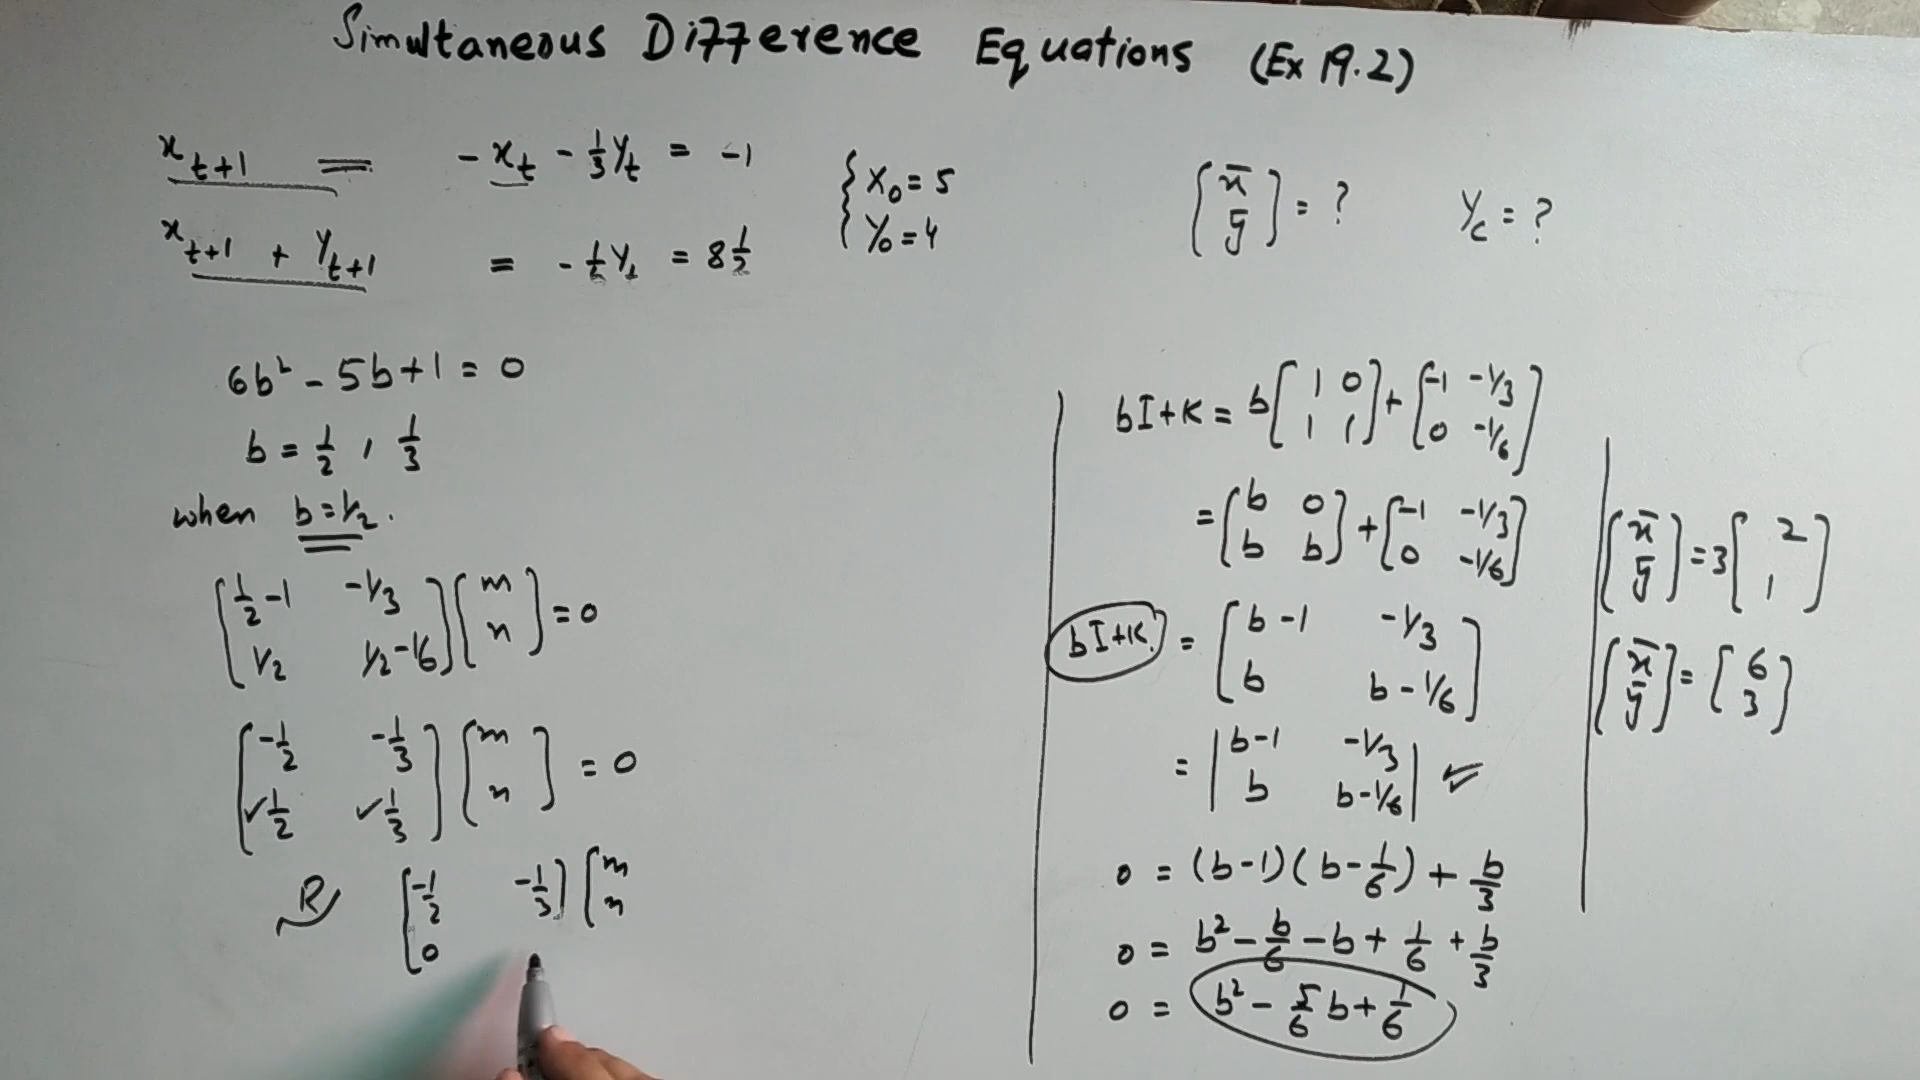 Simultaneous Difference Equations (Ex 19.2)
x_{t+1} = - x_t - 1/3 y_t = -1
x_{t+1} + y_{t+1} = - 1/6 y_t = 8 1/2
{ x_0 = 5
{ y_0 = 4
[x̄ ȳ] = ?
y_c = ?
6b² - 5b + 1 = 0
b = 1/2 , 1/3
when b = 1/2.
[1/2 - 1 -1/3
1/2 1/2 - 1/6] [m n] = 0
[-1/2 -1/3
✓1/2 ✓1/3] [m n] = 0
R [-1/2 -1/3] [m n
[0
bI + K = b[1 0
1 1] + [-1 -1/3
0 -1/6]
= [b 0
b b] + [-1 -1/3
0 -1/6]
bI + K = [b - 1 -1/3
b b - 1/6]
= |b - 1 -1/3
b b - 1/6| ✓
0 = (b - 1)(b - 1/6) + b/3
0 = b² - b/6 - b + 1/6 + b/3
0 = b² - 5/6 b + 1/6
[x̄ ȳ] = 3[2 1]
[x̄ ȳ] = [6 3]